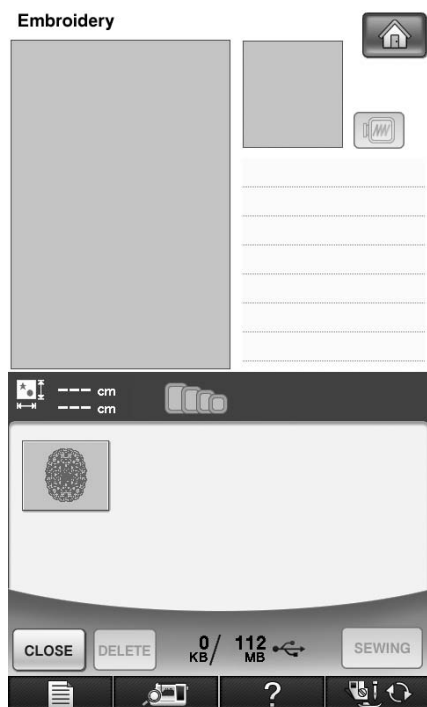 Embroidery
--- cm
--- cm
CLOSE DELETE 0 KB/ 112 MB SEWING
?